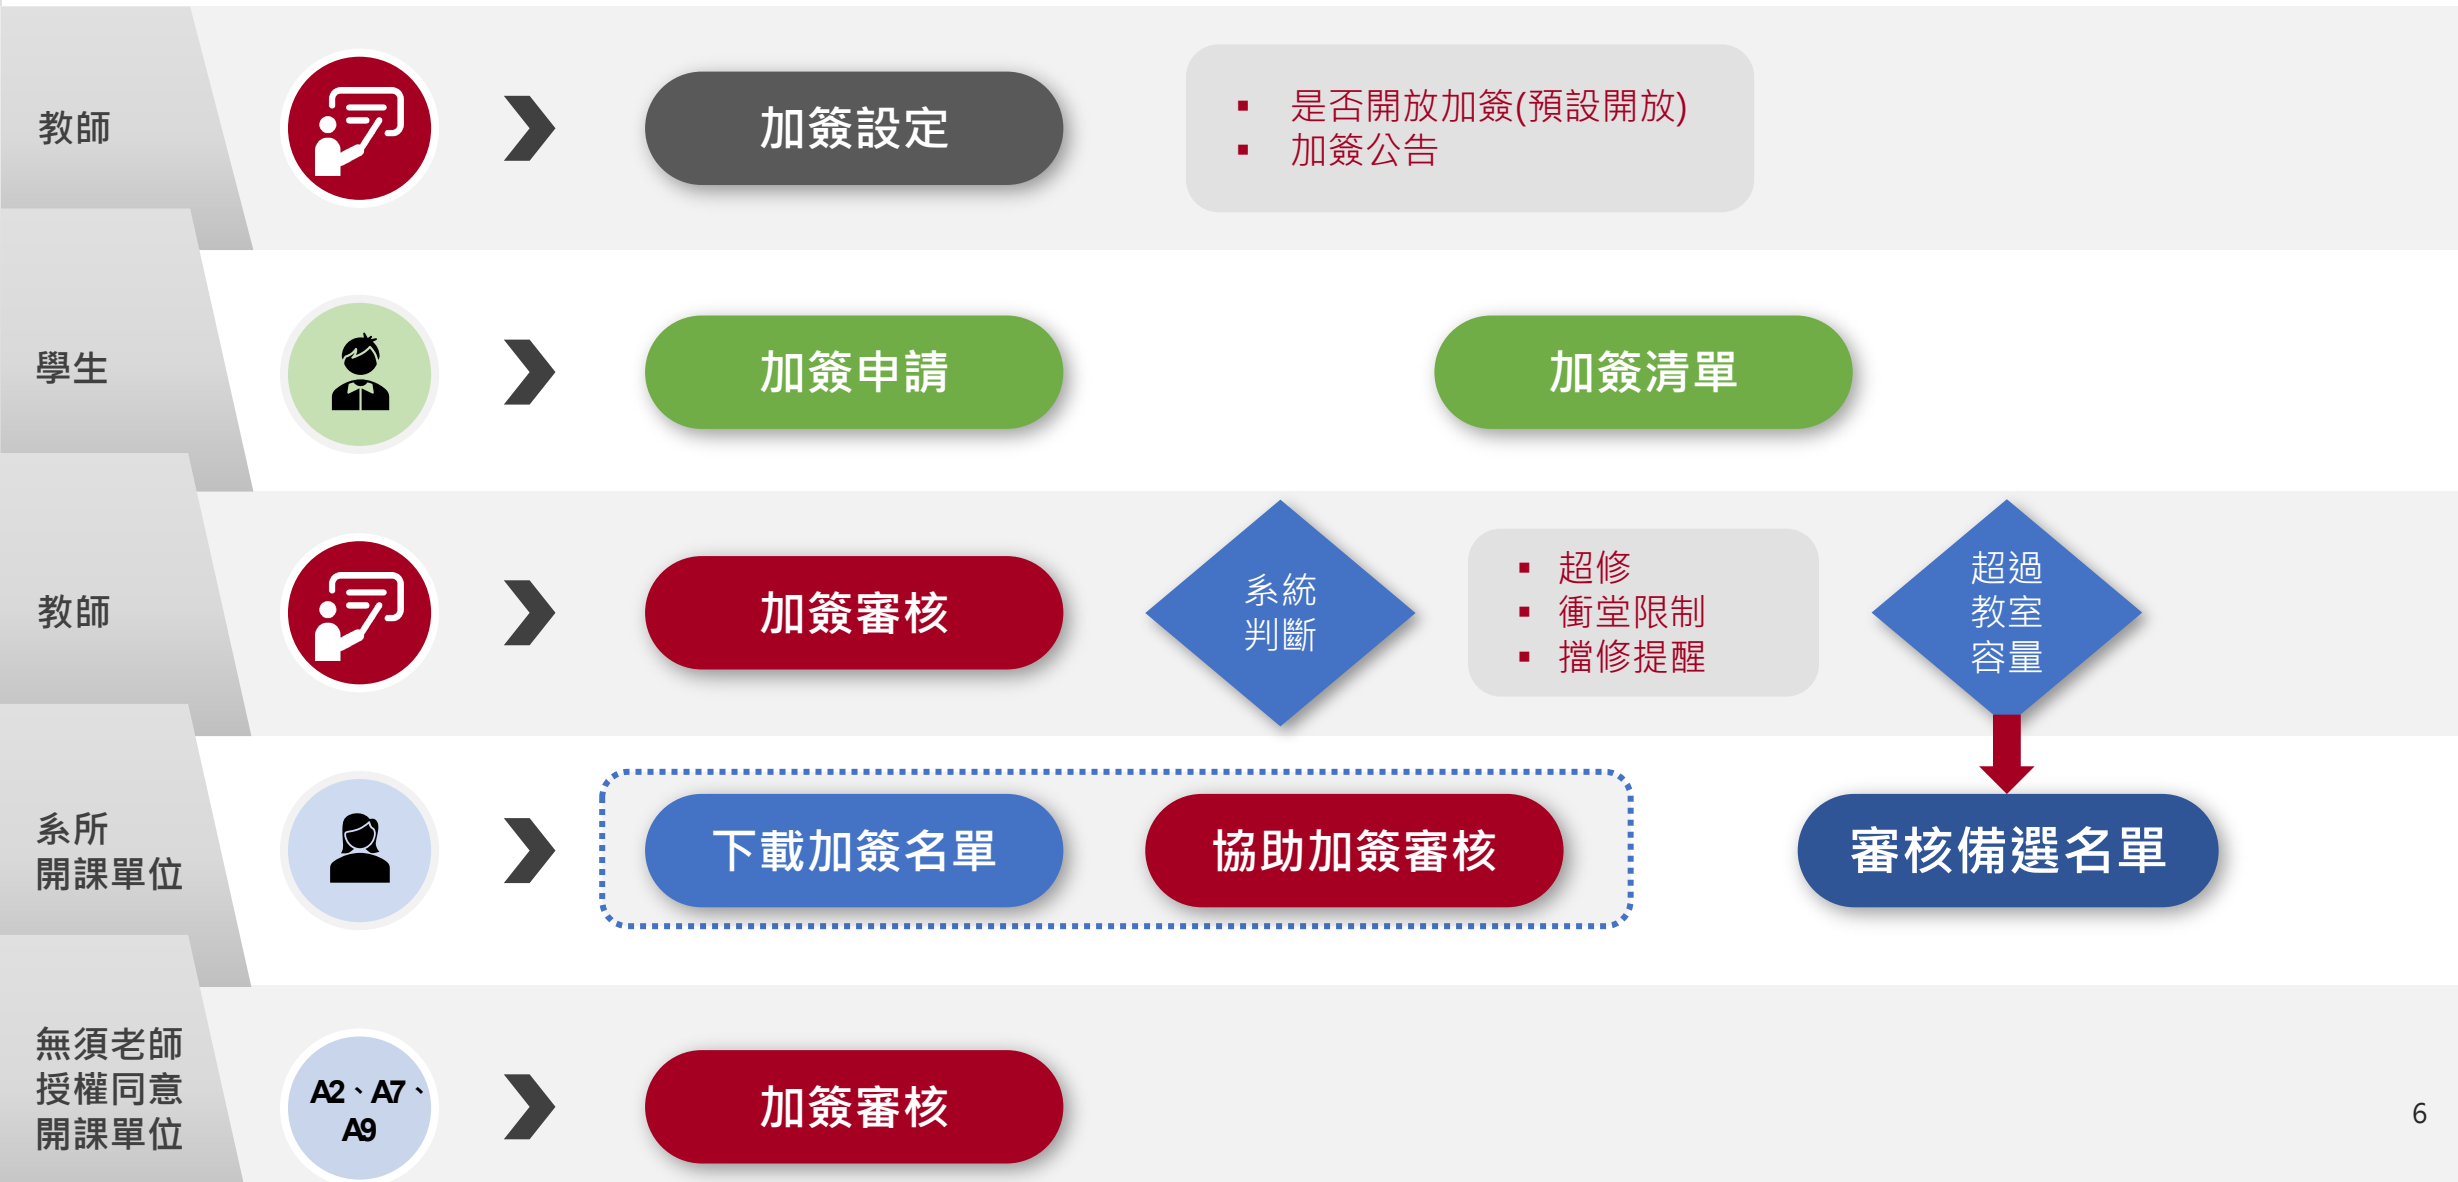 教師
加簽設定
▪ 是否開放加簽(預設開放)
▪ 加簽公告
學生
加簽申請
加簽清單
教師
加簽審核
系統
判斷
▪ 超修
▪ 衝堂限制
▪ 擋修提醒
超過
教室
容量
系所
開課單位
下載加簽名單
協助加簽審核
審核備選名單
無須老師
授權同意
開課單位
A2、A7、
A9
加簽審核
6